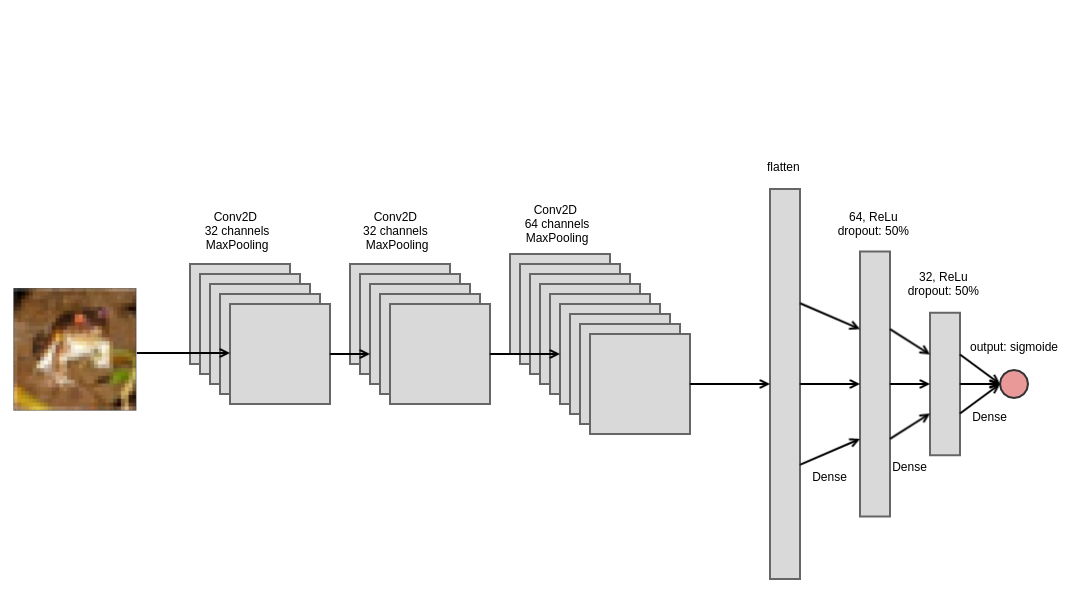 Conv2D
32 channels
MaxPooling
Conv2D
32 channels
MaxPooling
Conv2D
64 channels
MaxPooling
flatten
64, ReLu
dropout: 50%
32, ReLu
dropout: 50%
output: sigmoide
Dense
Dense
Dense